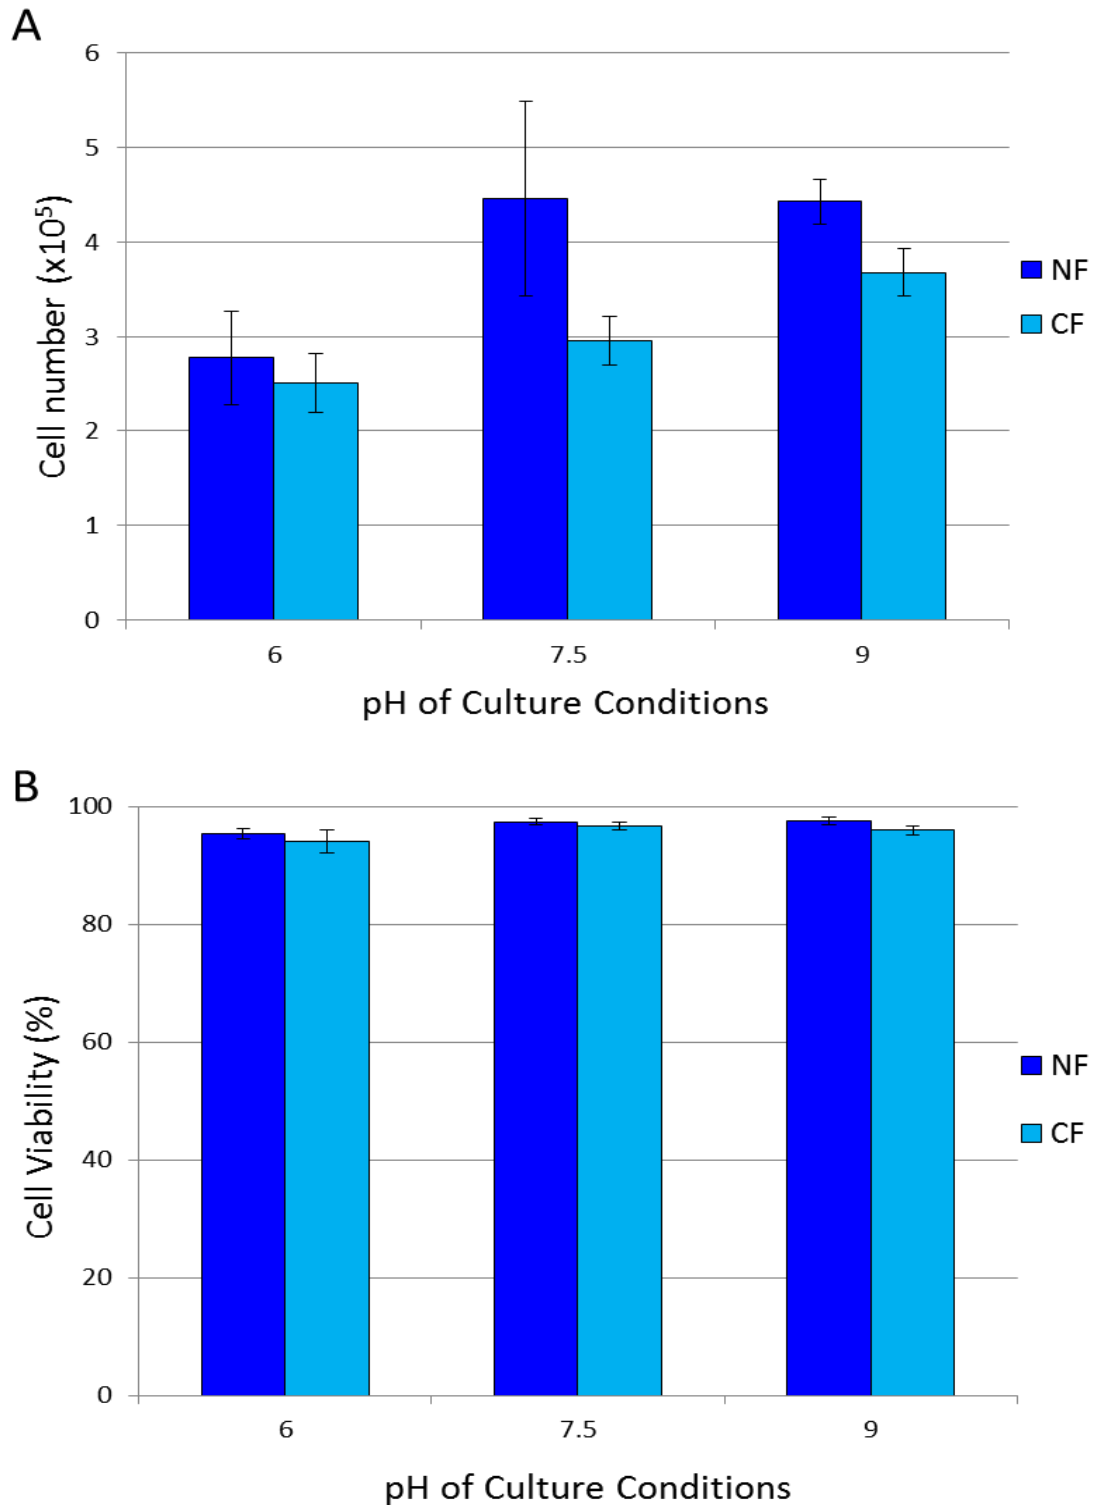 A
6
5
4
3
2
1
0
Cell number (x10⁵)
6 7.5 9
pH of Culture Conditions
NF
CF
B
100
80
60
40
20
0
Cell Viability (%)
6 7.5 9
pH of Culture Conditions
NF
CF